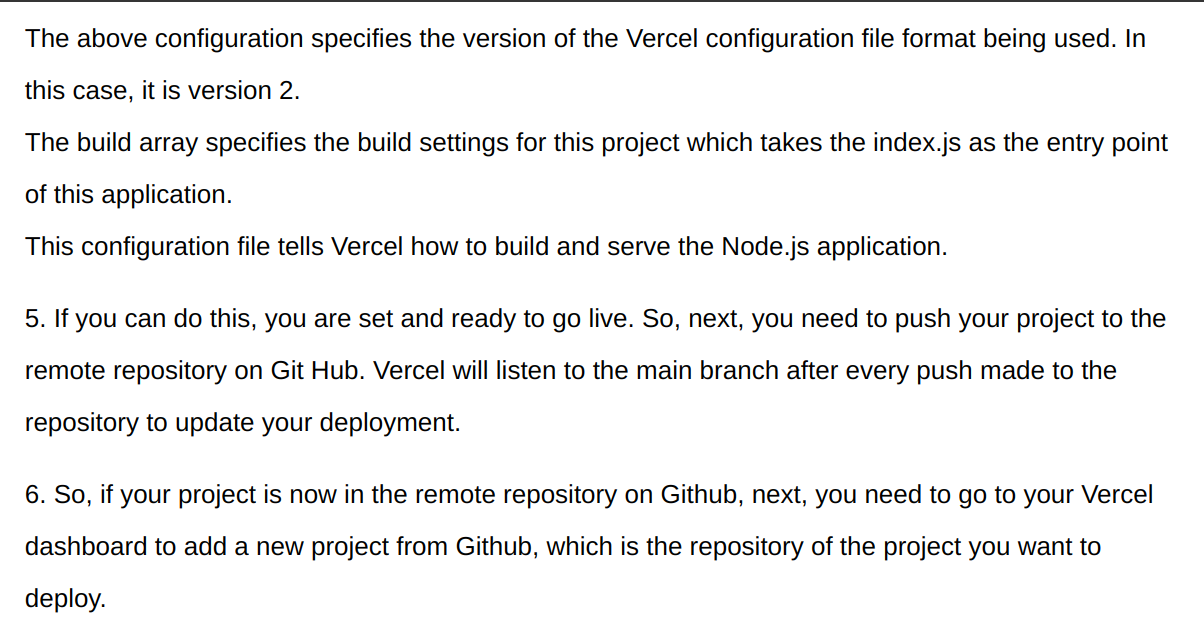 The above configuration specifies the version of the Vercel configuration file format being used. In
this case, it is version 2.
The build array specifies the build settings for this project which takes the index.js as the entry point
of this application.
This configuration file tells Vercel how to build and serve the Node.js application.
5. If you can do this, you are set and ready to go live. So, next, you need to push your project to the
remote repository on Git Hub. Vercel will listen to the main branch after every push made to the
repository to update your deployment.
6. So, if your project is now in the remote repository on Github, next, you need to go to your Vercel
dashboard to add a new project from Github, which is the repository of the project you want to
deploy.